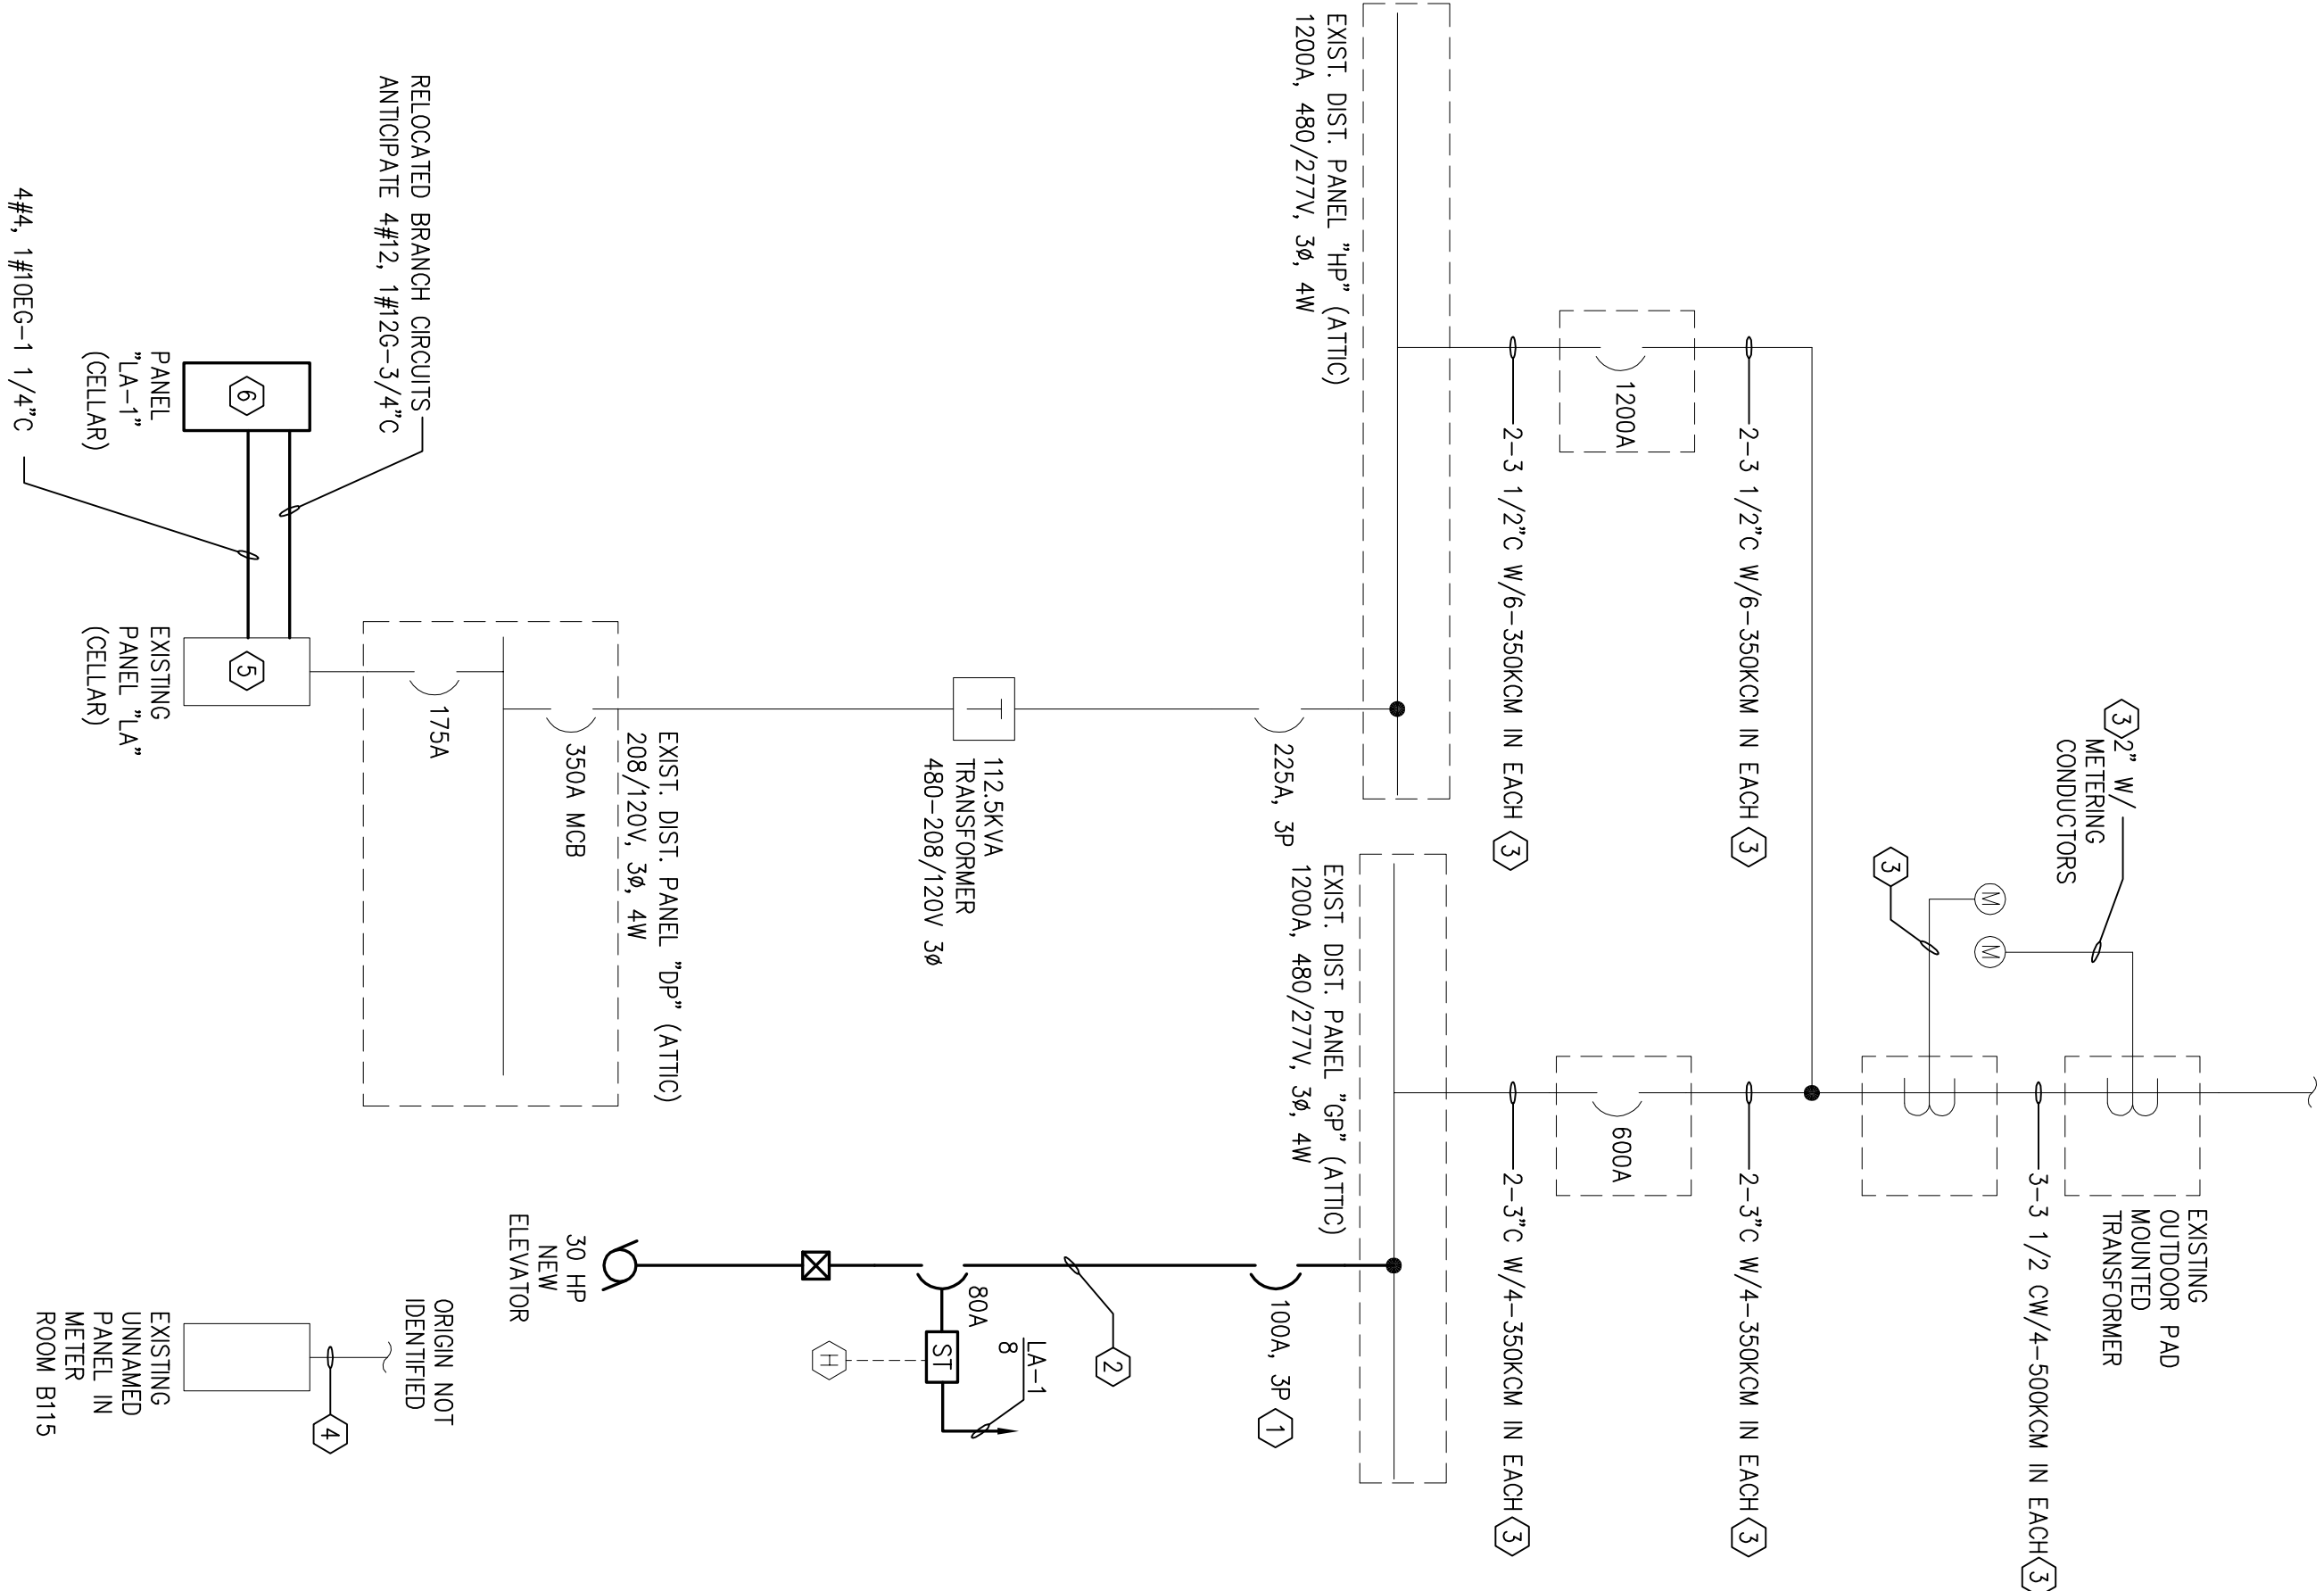 EXISTING
OUTDOOR PAD
MOUNTED
TRANSFORMER
3
2" W/
METERING
CONDUCTORS
M
M
3
3-3 1/2 CW/4-500KCM IN EACH 3
2-3 1/2"C W/6-350KCM IN EACH 3
2-3"C W/4-350KCM IN EACH 3
1200A
600A
2-3 1/2"C W/6-350KCM IN EACH 3
2-3"C W/4-350KCM IN EACH 3
EXIST. DIST. PANEL "HP" (ATTIC)
1200A, 480/277V, 3Ø, 4W
EXIST. DIST. PANEL "GP" (ATTIC)
1200A, 480/277V, 3Ø, 4W
225A, 3P
100A, 3P 1
2
112.5KVA
TRANSFORMER
480-208/120V 3Ø
LA-1
8
80A
ST
H
EXIST. DIST. PANEL "DP" (ATTIC)
208/120V, 3Ø, 4W
350A MCB
175A
30 HP
NEW
ELEVATOR
RELOCATED BRANCH CIRCUITS
ANTICIPATE 4#12, 1#12G-3/4"C
ORIGIN NOT
IDENTIFIED
4
6
5
PANEL
"LA-1"
(CELLAR)
EXISTING
PANEL "LA"
(CELLAR)
EXISTING
UNNAMED
PANEL IN
METER
ROOM B115
4#4, 1#10EG-1 1/4"C